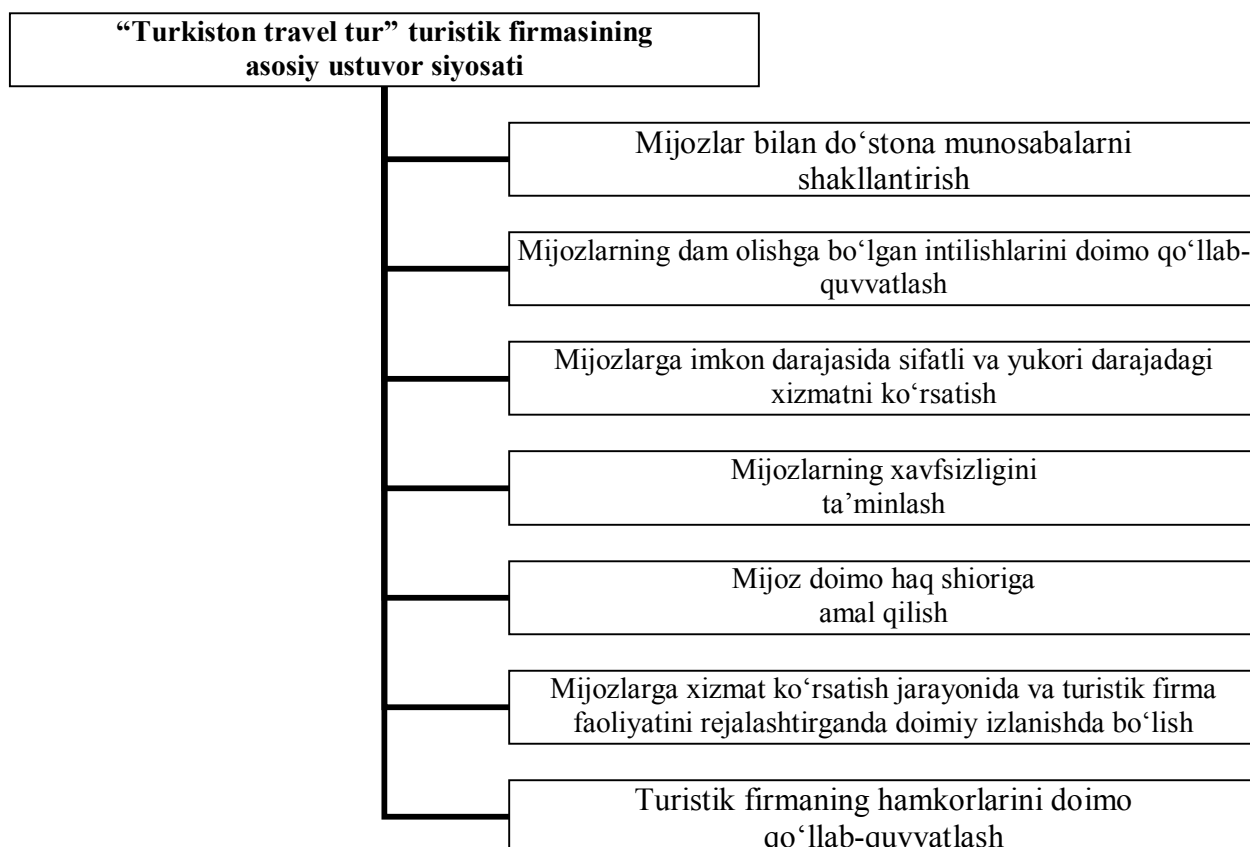 “Turkiston travel tur” turistik firmasining
asosiy ustuvor siyosati
Mijozlar bilan do‘stona munosabalarni
shakllantirish
Mijozlarning dam olishga bo‘lgan intilishlarini doimo qo‘llab-
quvvatlash
Mijozlarga imkon darajasida sifatli va yukori darajadagi
xizmatni ko‘rsatish
Mijozlarning xavfsizligini
ta’minlash
Mijoz doimo haq shioriga
amal qilish
Mijozlarga xizmat ko‘rsatish jarayonida va turistik firma
faoliyatini rejalashtirganda doimiy izlanishda bo‘lish
Turistik firmaning hamkorlarini doimo
qo‘llab-quvvatlash